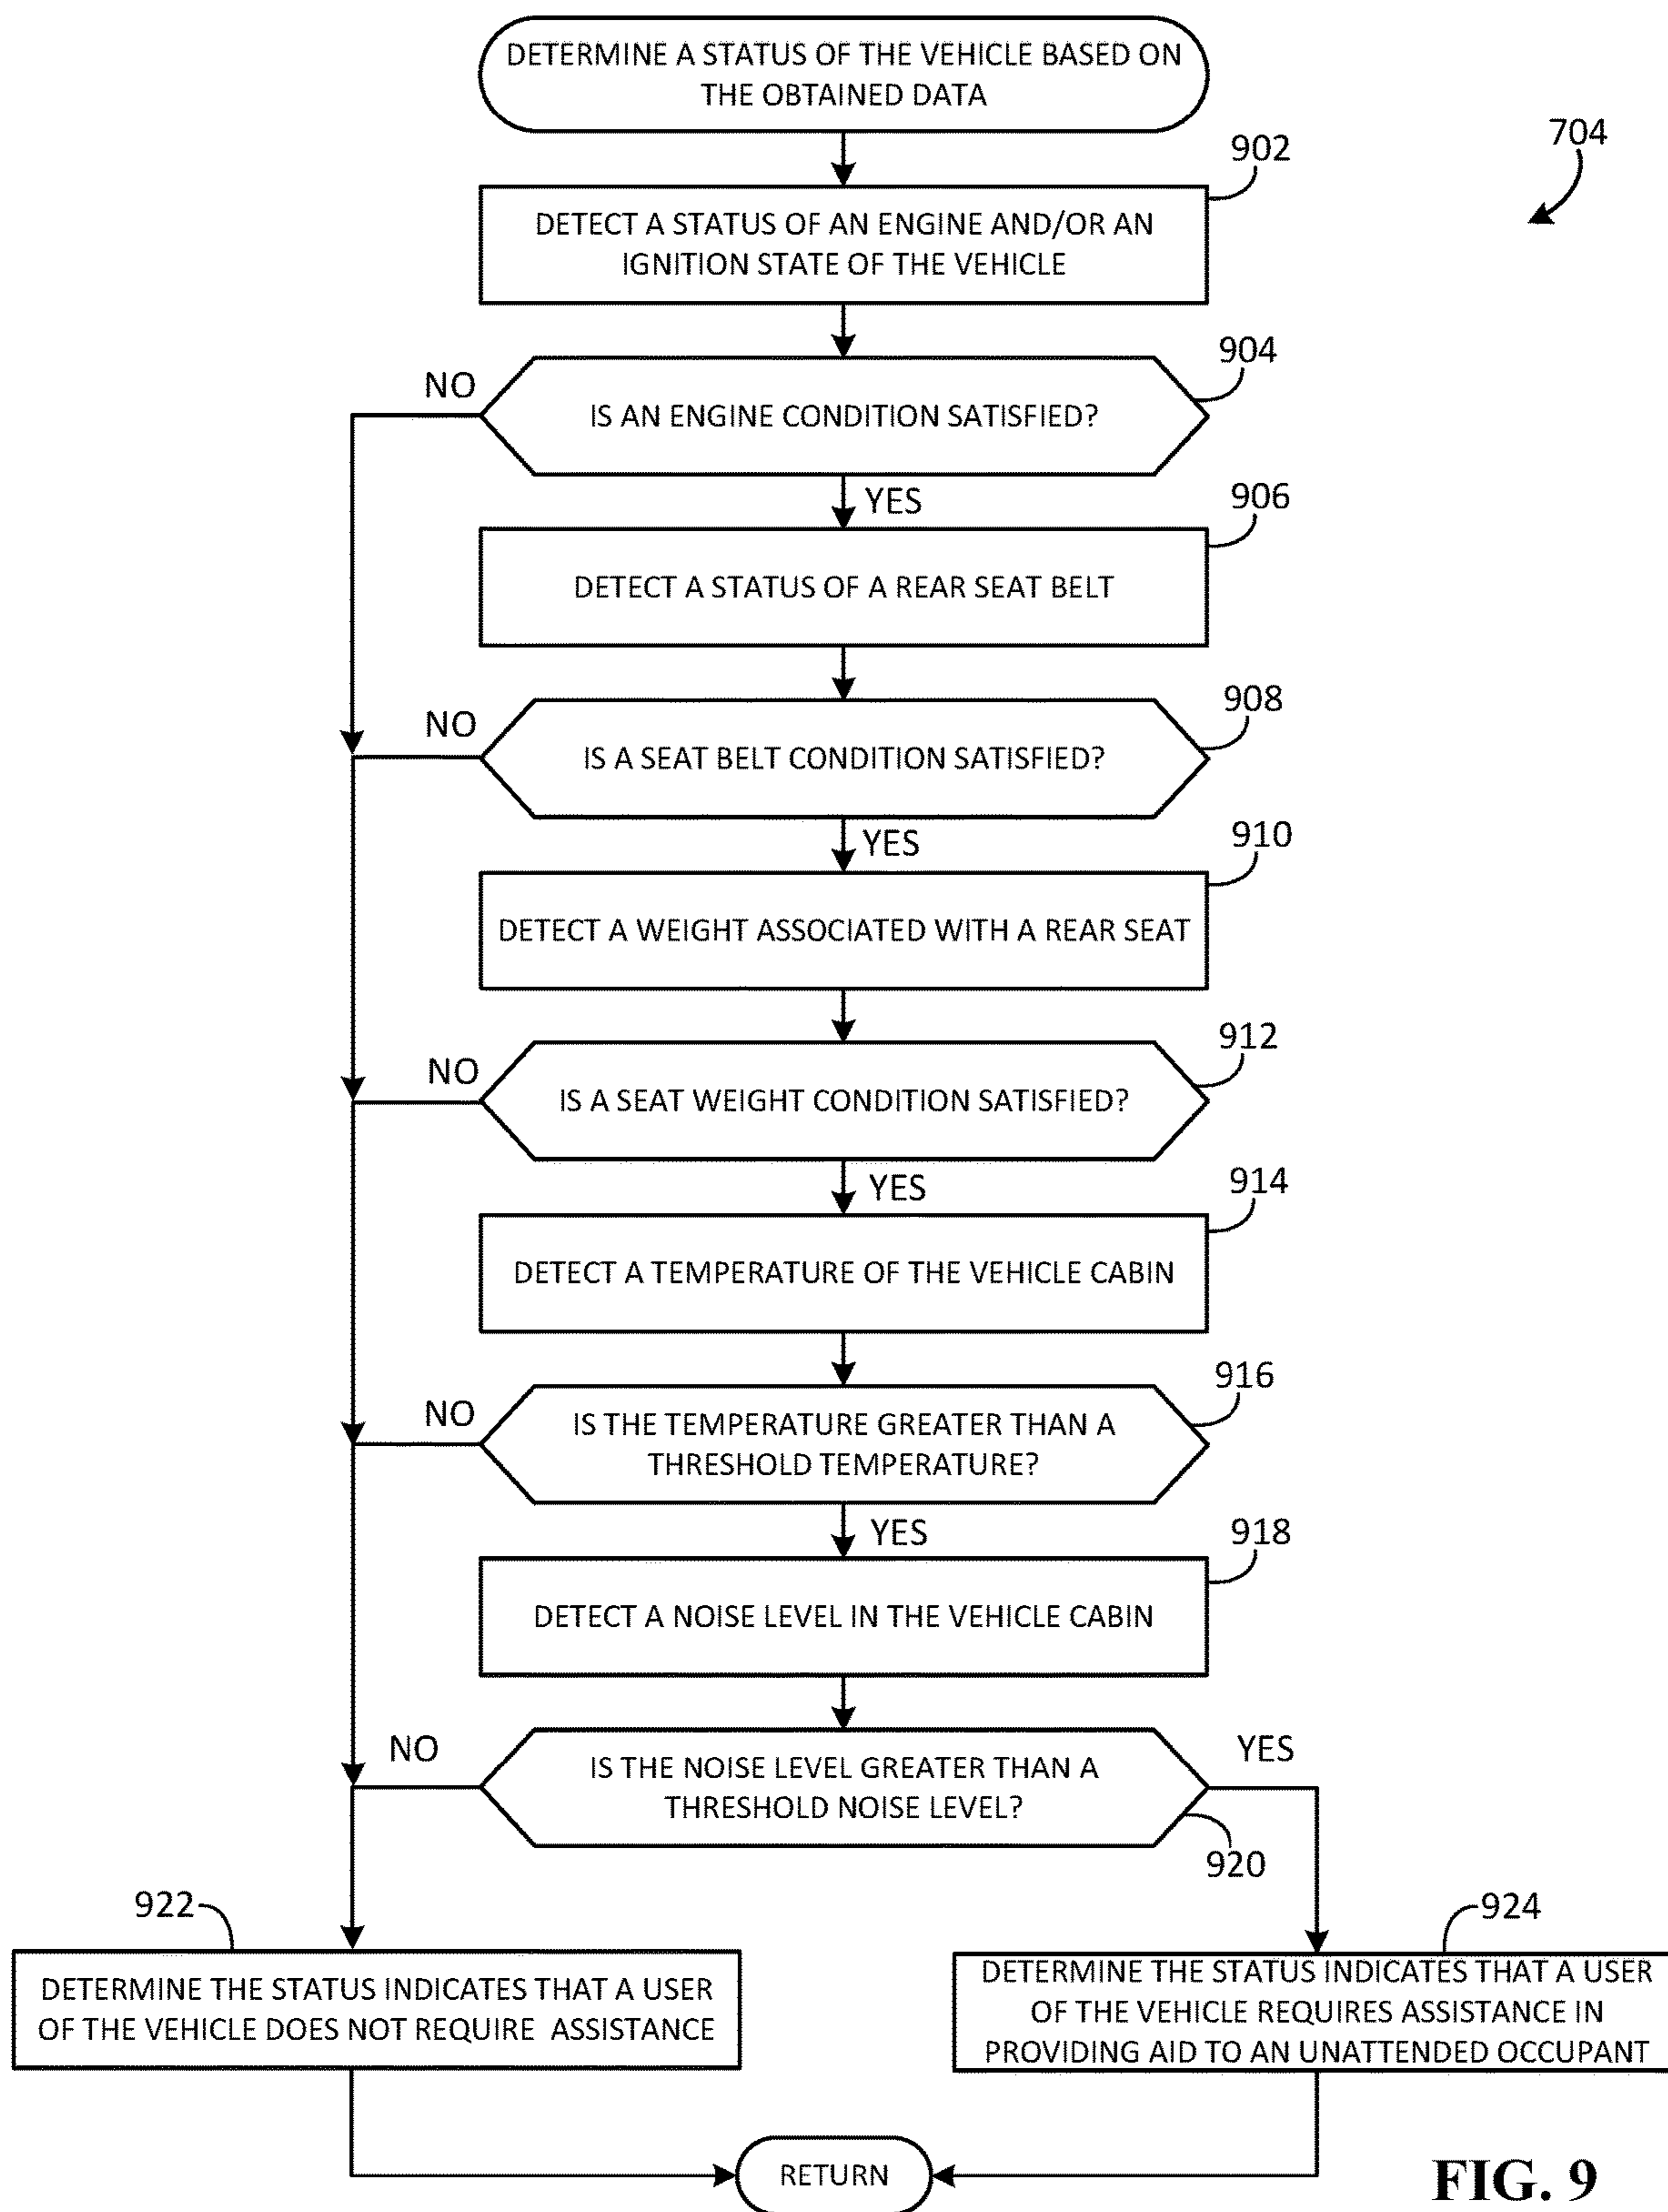 DETERMINE A STATUS OF THE VEHICLE BASED ON
THE OBTAINED DATA
704
902
DETECT A STATUS OF AN ENGINE AND/OR AN
IGNITION STATE OF THE VEHICLE
904
NO
IS AN ENGINE CONDITION SATISFIED?
YES
906
DETECT A STATUS OF A REAR SEAT BELT
908
NO
IS A SEAT BELT CONDITION SATISFIED?
YES
910
DETECT A WEIGHT ASSOCIATED WITH A REAR SEAT
912
NO
IS A SEAT WEIGHT CONDITION SATISFIED?
YES
914
DETECT A TEMPERATURE OF THE VEHICLE CABIN
916
NO
IS THE TEMPERATURE GREATER THAN A
THRESHOLD TEMPERATURE?
YES
918
DETECT A NOISE LEVEL IN THE VEHICLE CABIN
NO
IS THE NOISE LEVEL GREATER THAN A
THRESHOLD NOISE LEVEL?
YES
920
922
DETERMINE THE STATUS INDICATES THAT A USER
OF THE VEHICLE DOES NOT REQUIRE ASSISTANCE
924
DETERMINE THE STATUS INDICATES THAT A USER
OF THE VEHICLE REQUIRES ASSISTANCE IN
PROVIDING AID TO AN UNATTENDED OCCUPANT
RETURN
FIG. 9